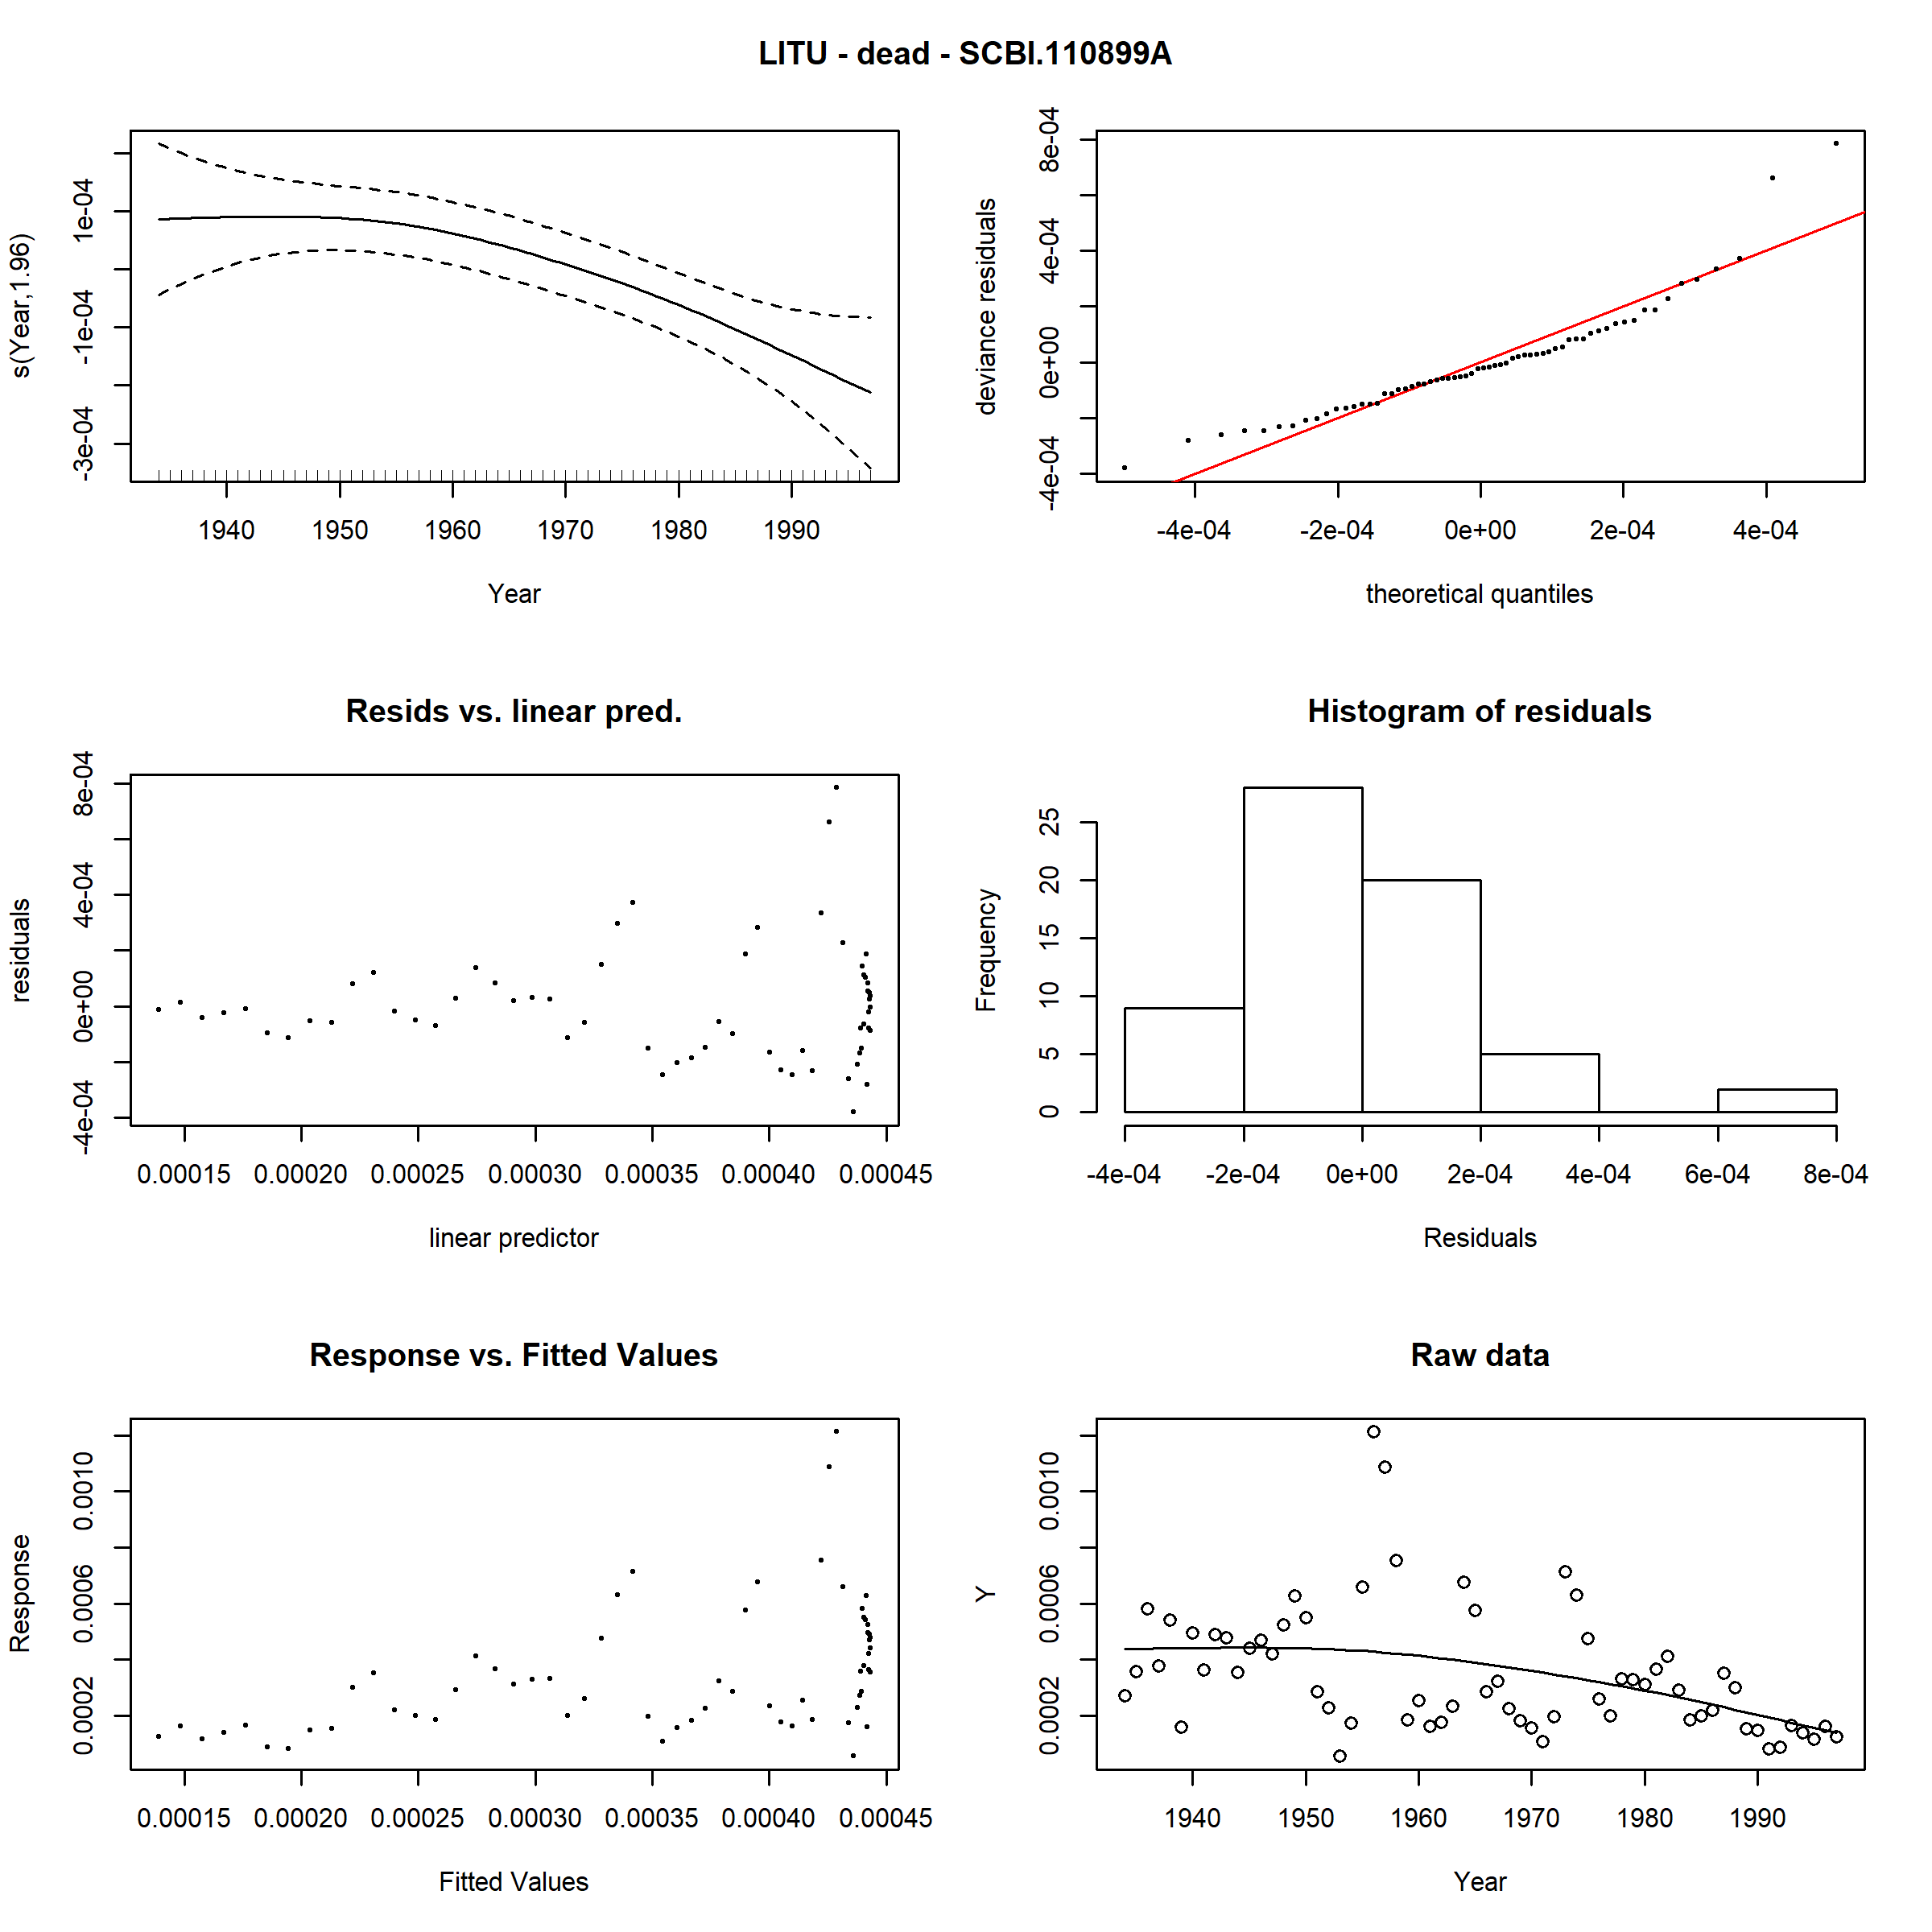 LITU - dead - SCBI.110899A
s(Year,1.96)
-3e-04 -1e-04 1e-04
1940 1950 1960 1970 1980 1990
Year
deviance residuals
-4e-04 0e+00 4e-04 8e-04
-4e-04 -2e-04 0e+00 2e-04 4e-04
theoretical quantiles
Resids vs. linear pred.
residuals
-4e-04 0e+00 4e-04 8e-04
0.00015 0.00020 0.00025 0.00030 0.00035 0.00040 0.00045
linear predictor
Histogram of residuals
Frequency
0 5 10 15 20 25
-4e-04 -2e-04 0e+00 2e-04 4e-04 6e-04 8e-04
Residuals
Response vs. Fitted Values
Response
0.0002 0.0006 0.0010
0.00015 0.00020 0.00025 0.00030 0.00035 0.00040 0.00045
Fitted Values
Raw data
Y
0.0002 0.0006 0.0010
1940 1950 1960 1970 1980 1990
Year